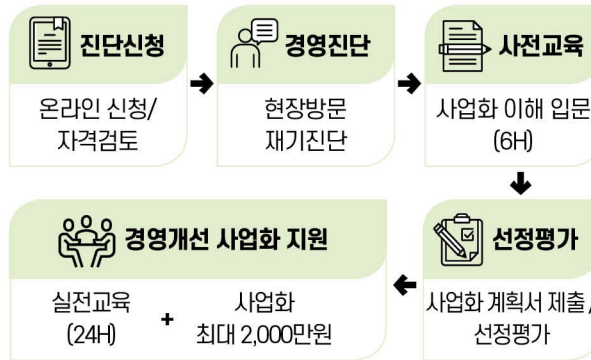 진단신청
온라인 신청/
자격검토
경영진단
현장방문
재기진단
사전교육
사업화 이해 입문
(6H)
선정평가
사업화 계획서 제출/
선정평가
경영개선 사업화 지원
실전교육
(24H)
+
사업화
최대 2,000만원